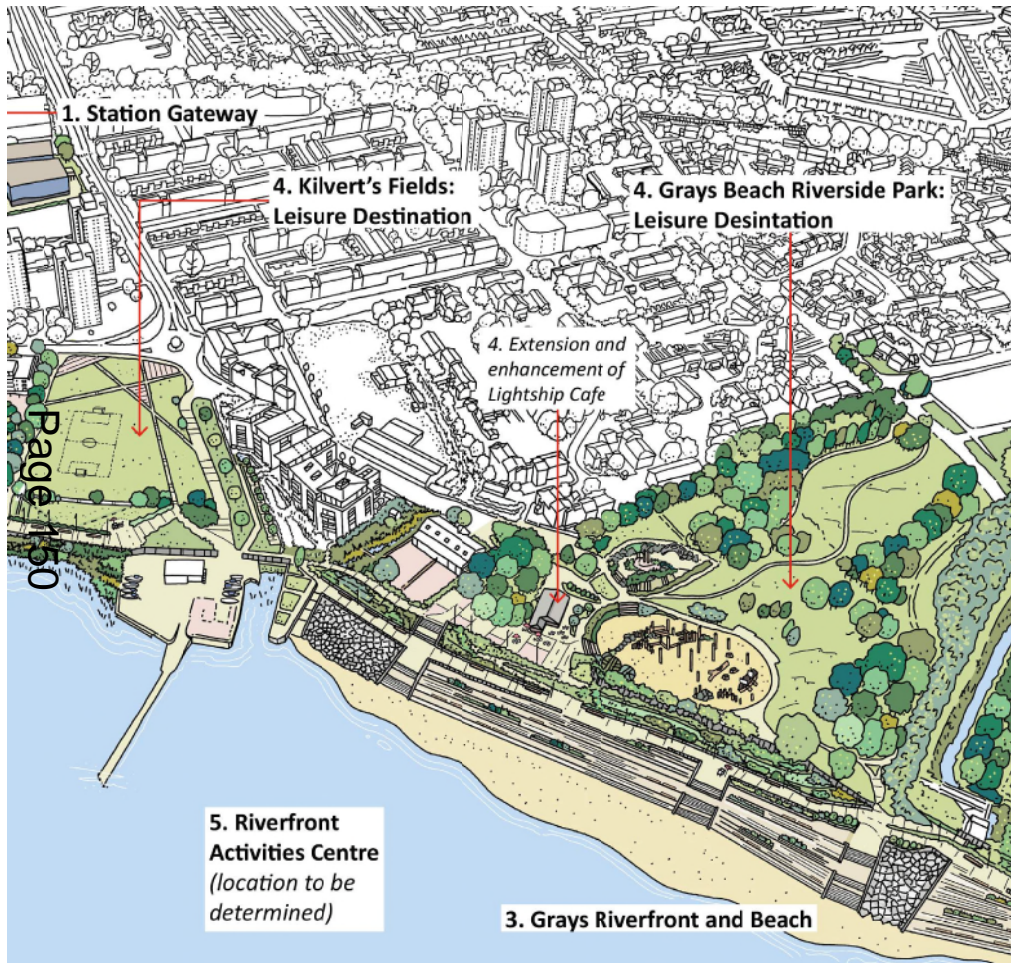 1. Station Gateway
4. Kilvert's Fields:
Leisure Destination
4. Grays Beach Riverside Park:
Leisure Desintation
4. Extension and
enhancement of
Lightship Cafe
Page 150
5. Riverfront
Activities Centre
(location to be
determined)
3. Grays Riverfront and Beach